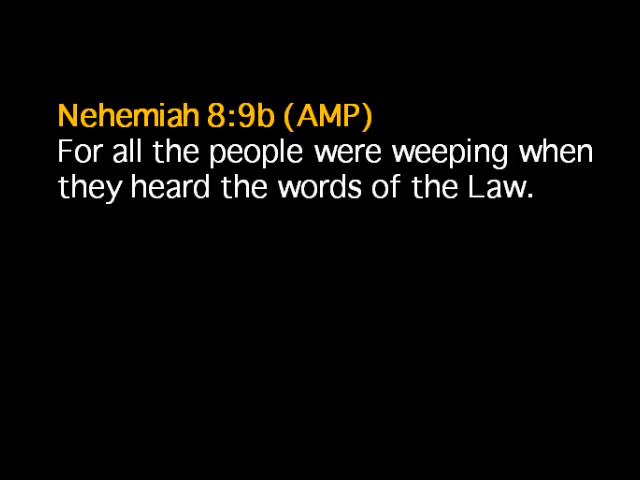 Nehemiah 8:9b (AMP)
For all the people were weeping when
they heard the words of the Law.